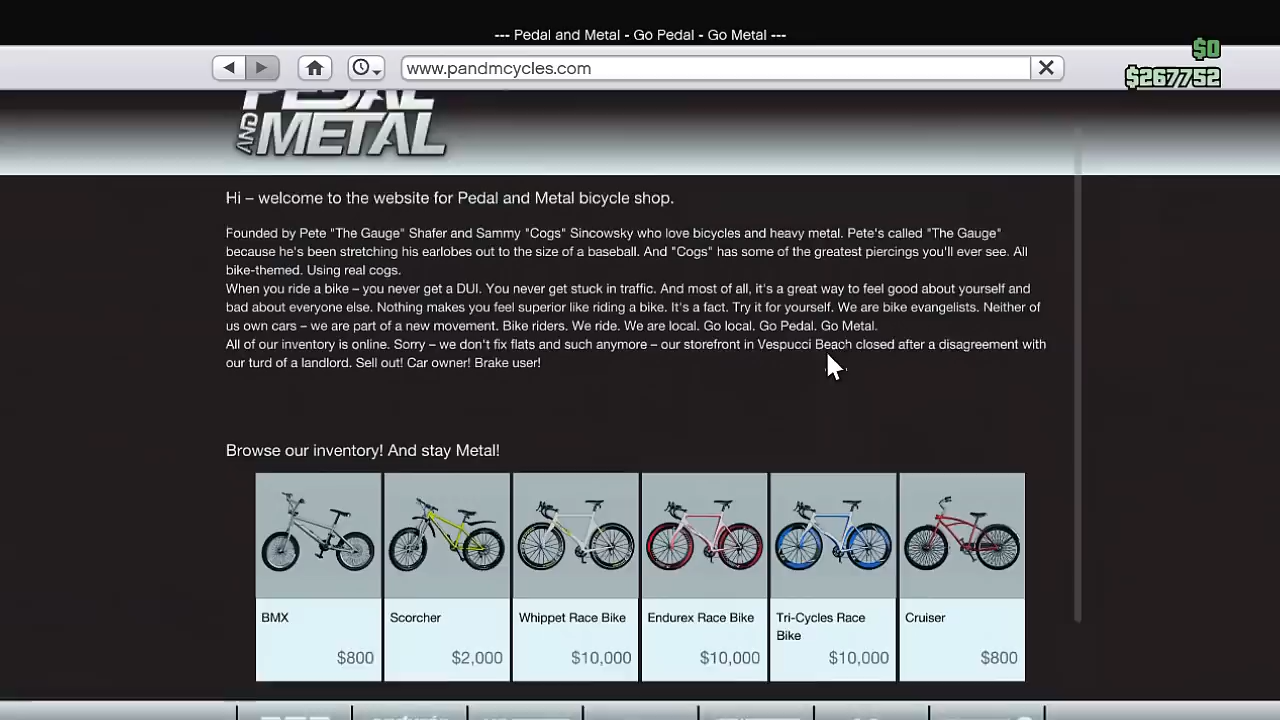 --- Pedal and Metal - Go Pedal - Go Metal ---
$0
www.pandmcycles.com
$267752
PEDAL
AND METAL
Hi – welcome to the website for Pedal and Metal bicycle shop.
Founded by Pete "The Gauge" Shafer and Sammy "Cogs" Sincowsky who love bicycles and heavy metal. Pete's called "The Gauge"
because he's been stretching his earlobes out to the size of a baseball. And "Cogs" has some of the greatest piercings you'll ever see. All
bike-themed. Using real cogs.
When you ride a bike – you never get a DUI. You never get stuck in traffic. And most of all, it's a great way to feel good about yourself and
bad about everyone else. Nothing makes you feel superior like riding a bike. It's a fact. Try it for yourself. We are bike evangelists. Neither of
us own cars – we are part of a new movement. Bike riders. We ride. We are local. Go local. Go Pedal. Go Metal.
All of our inventory is online. Sorry – we don't fix flats and such anymore – our storefront in Vespucci Beach closed after a disagreement with
our turd of a landlord. Sell out! Car owner! Brake user!
Browse our inventory! And stay Metal!
BMX
$800
Scorcher
$2,000
Whippet Race Bike
$10,000
Endurex Race Bike
$10,000
Tri-Cycles Race
Bike
$10,000
Cruiser
$800